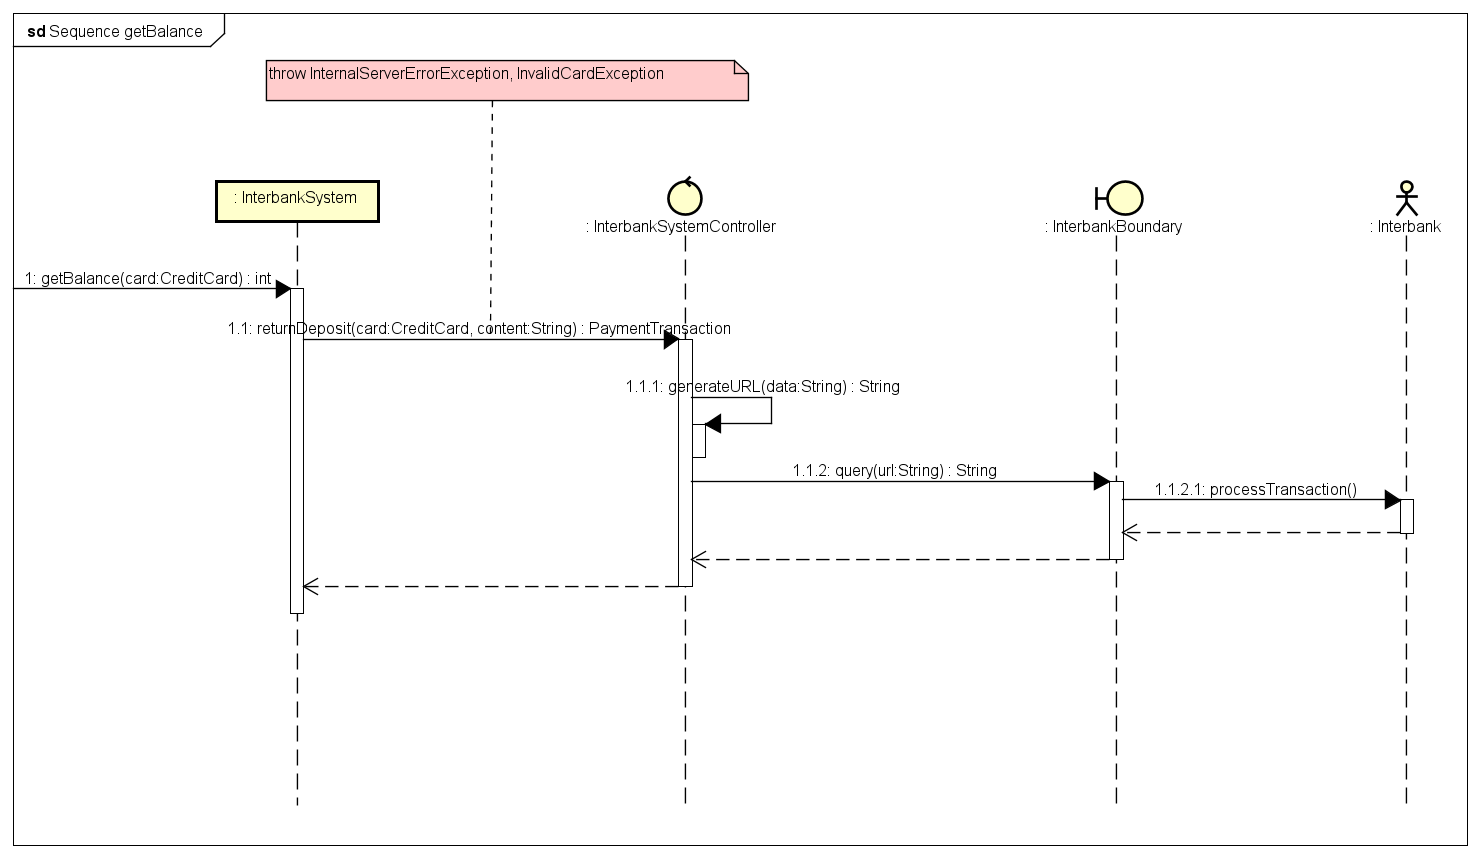 sd Sequence getBalance
throw InternalServerErrorException, InvalidCardException
: InterbankSystem
: InterbankSystemController
: InterbankBoundary
: Interbank
1: getBalance(card:CreditCard) : int
1.1: returnDeposit(card:CreditCard, content:String) : PaymentTransaction
1.1.1: generateURL(data:String) : String
1.1.2: query(url:String) : String
1.1.2.1: processTransaction()